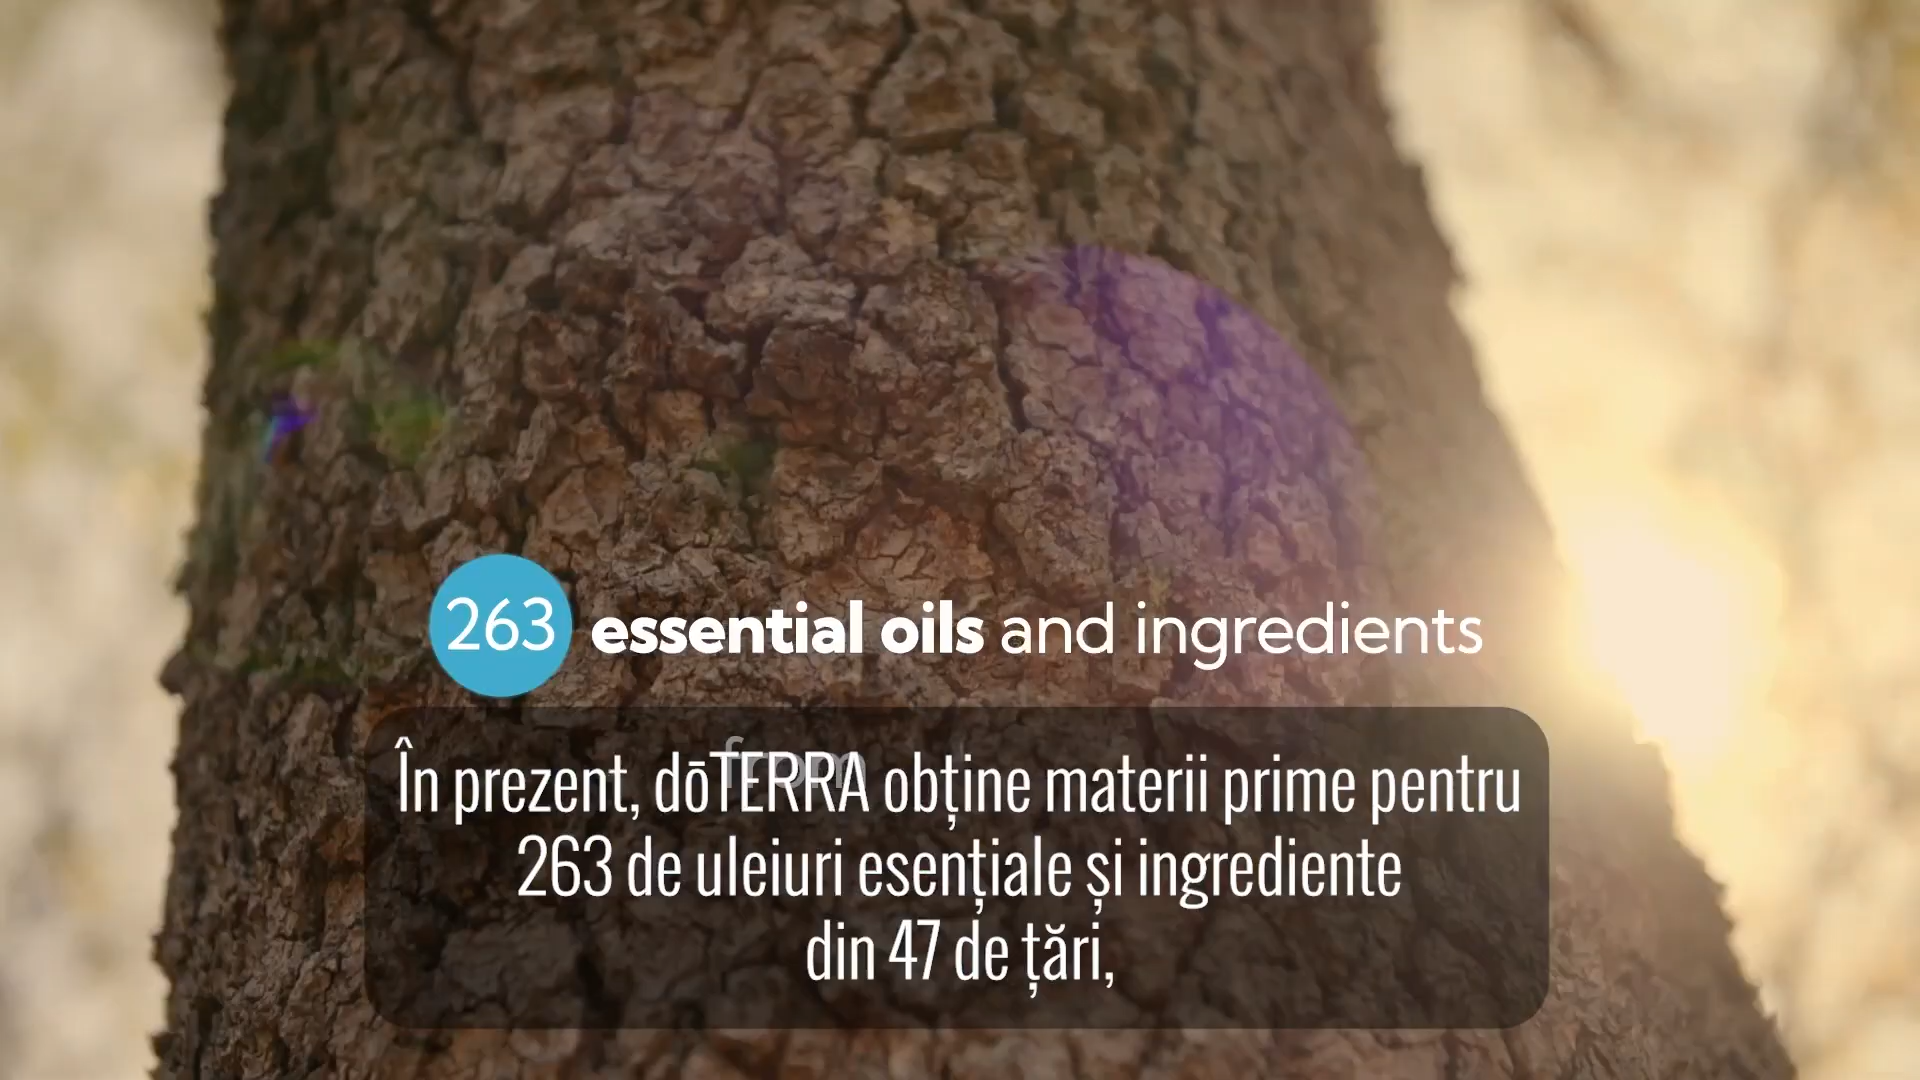 263 essential oils and ingredients
from
În prezent, dōTERRA obține materii prime pentru
263 de uleiuri esențiale și ingrediente
din 47 de țări,